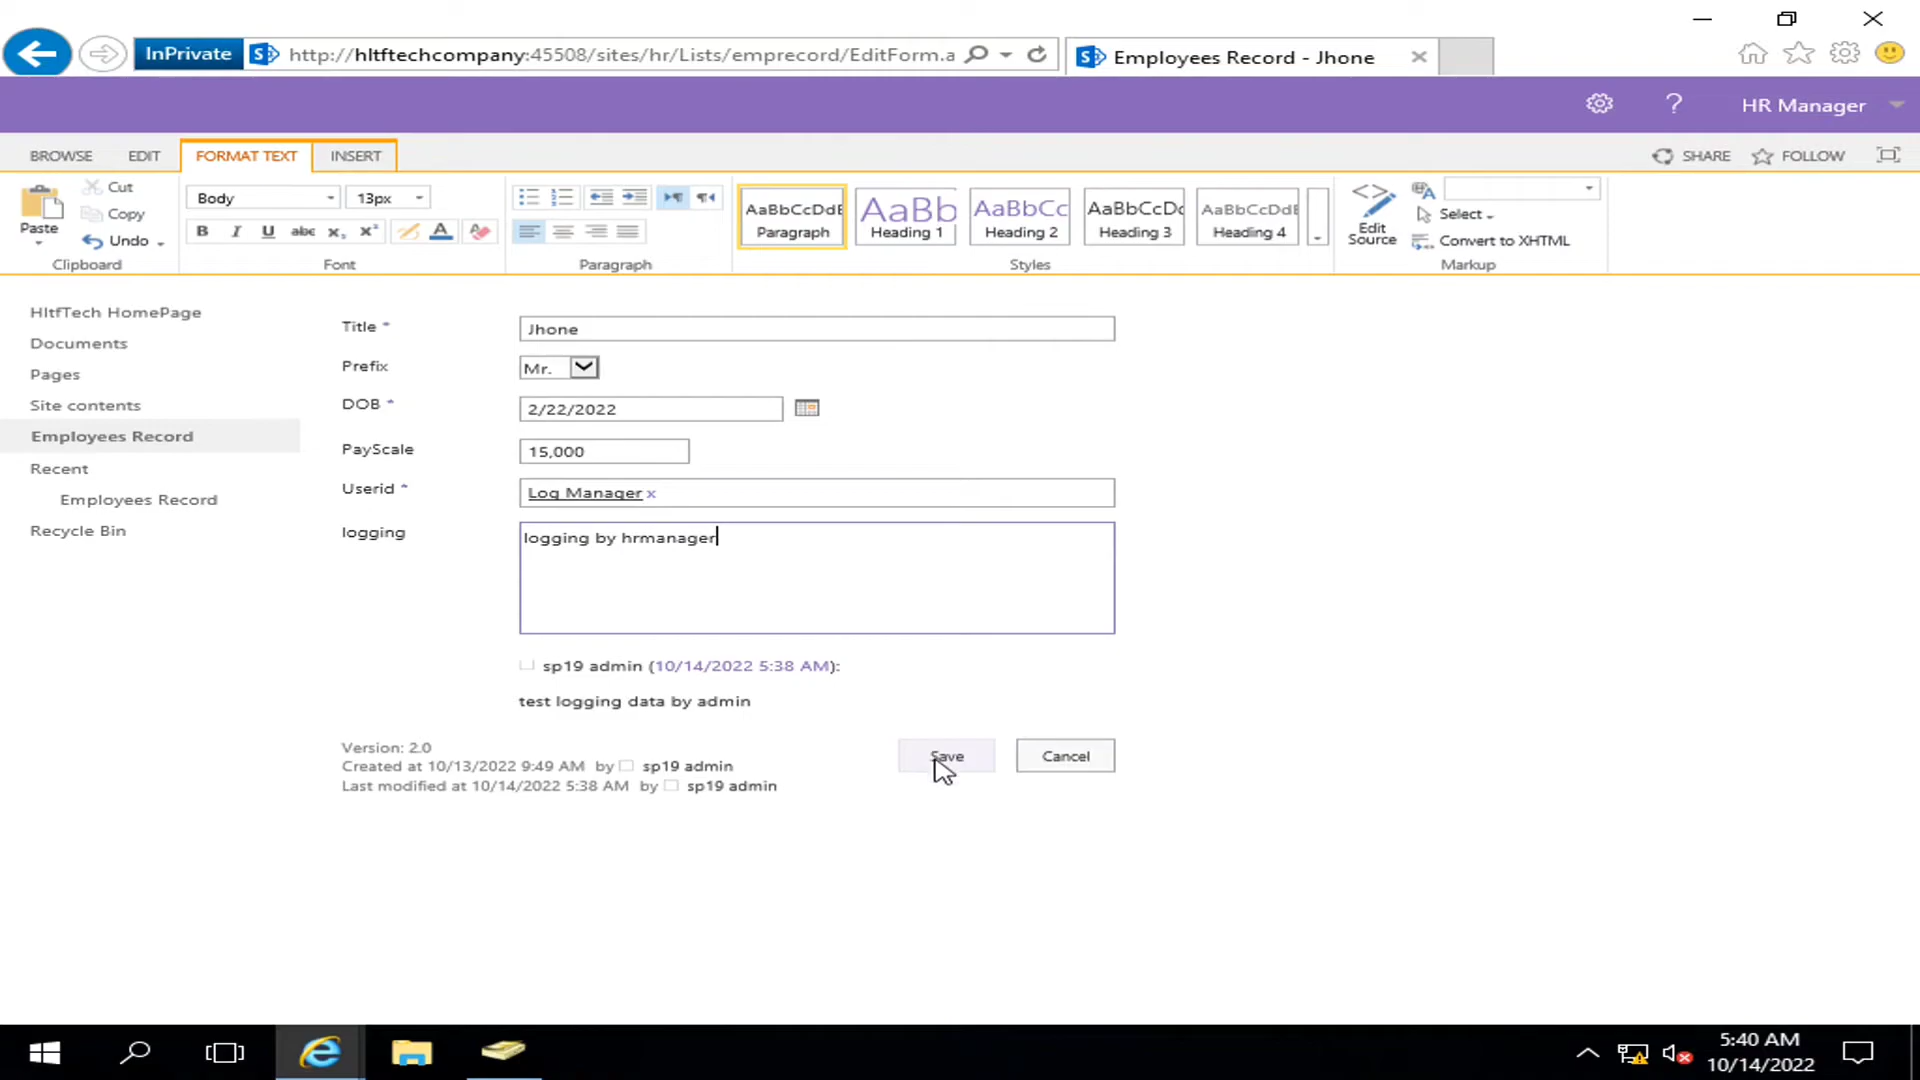 InPrivate
http://hltftechcompany:45508/sites/hr/Lists/emprecord/EditForm.a
Employees Record - Jhone
HR Manager
BROWSE EDIT FORMAT TEXT INSERT
SHARE FOLLOW
Paste
Cut
Copy
Undo
Clipboard
Body 13px
B I U abc x₂ x² A
Font
Paragraph
AaBbCcDdE
Paragraph
AaBb
Heading 1
AaBbCc
Heading 2
AaBbCcDc
Heading 3
AaBbCcDdE
Heading 4
Styles
Edit Source
Select
Convert to XHTML
Markup
HltfTech HomePage
Documents
Pages
Site contents
Employees Record
Recent
Employees Record
Recycle Bin
Title * Jhone
Prefix Mr.
DOB * 2/22/2022
PayScale 15,000
Userid * Log Manager x
logging logging by hrmanager
sp19 admin (10/14/2022 5:38 AM):
test logging data by admin
Version: 2.0
Created at 10/13/2022 9:49 AM by sp19 admin
Last modified at 10/14/2022 5:38 AM by sp19 admin
Save Cancel
5:40 AM
10/14/2022